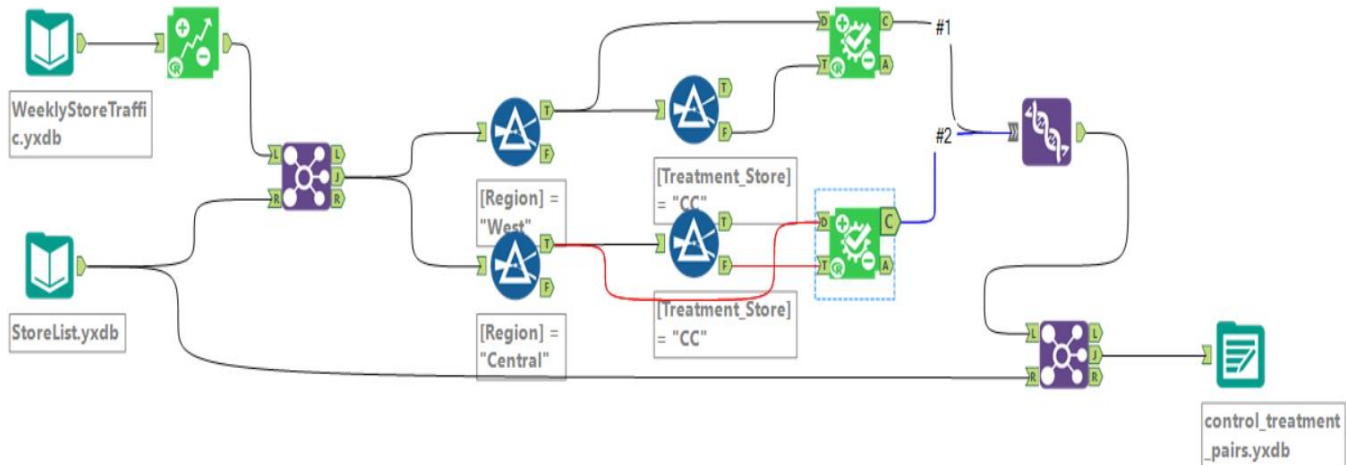 WeeklyStoreTraffi
c.yxdb
StoreList.yxdb
L
R
L
J
R
T
F
[Region] =
"West"
T
F
[Region] =
"Central"
T
F
[Treatment_Store]
= "CC"
T
F
[Treatment_Store]
= "CC"
D
T
R
C
A
D
T
R
C
A
#1
#2
L
R
L
J
R
control_treatment
_pairs.yxdb